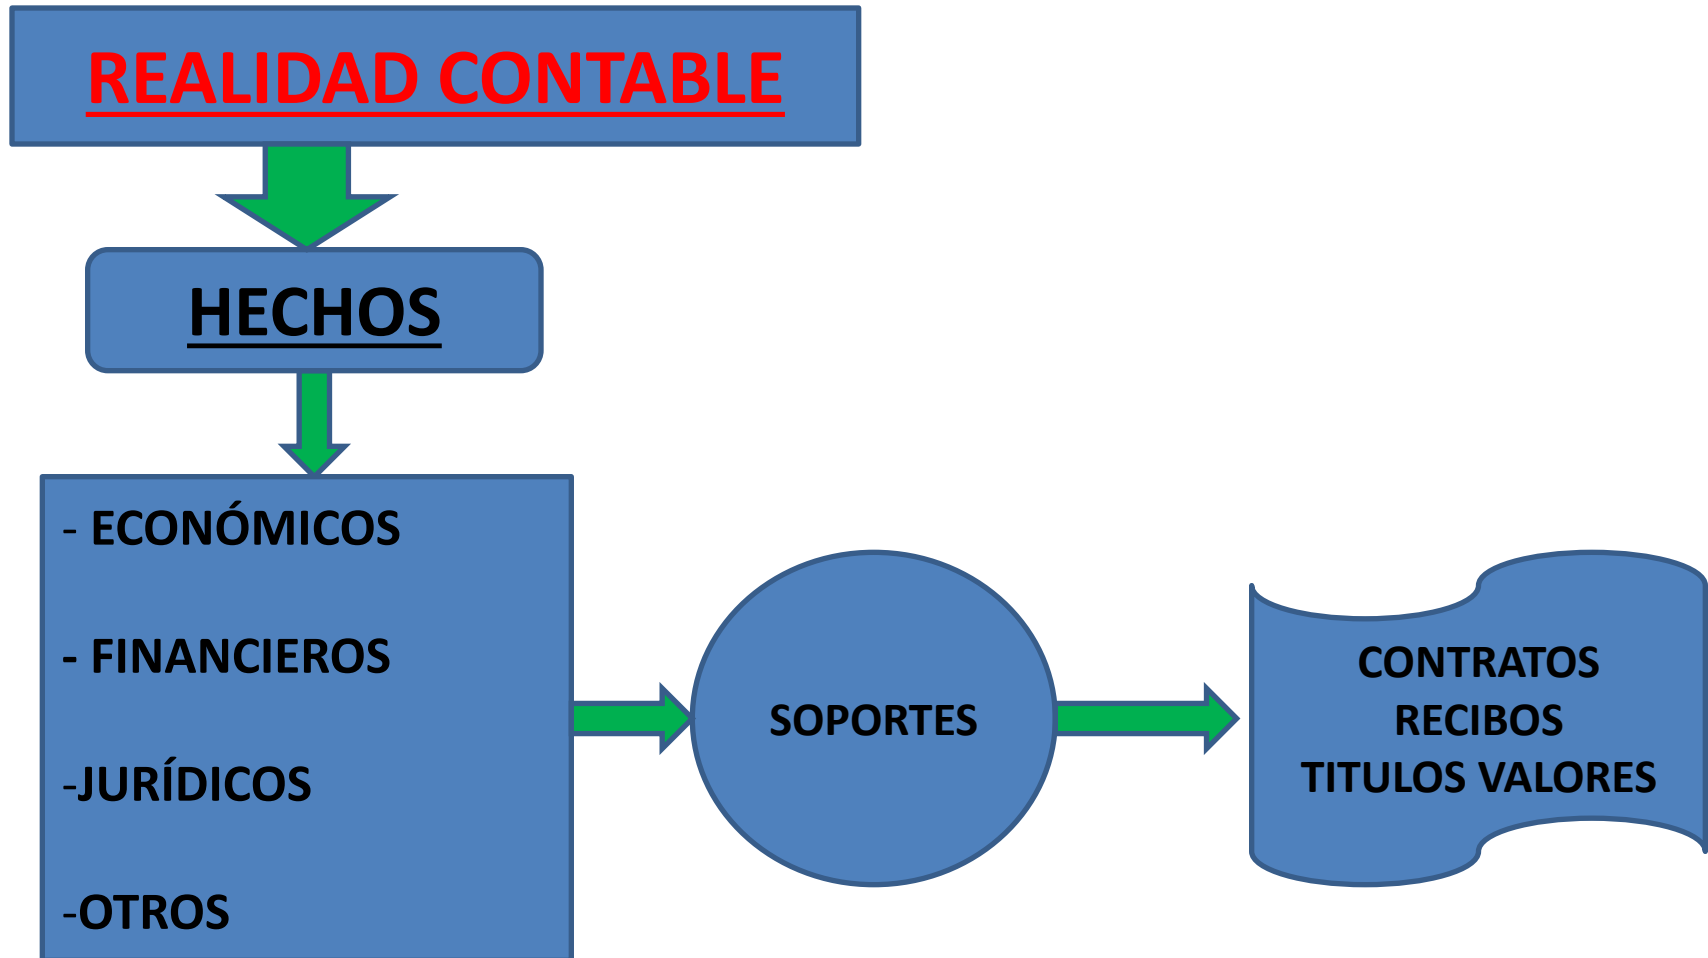 REALIDAD CONTABLE
HECHOS
- ECONÓMICOS
- FINANCIEROS
-JURÍDICOS
-OTROS
SOPORTES
CONTRATOS
RECIBOS
TITULOS VALORES